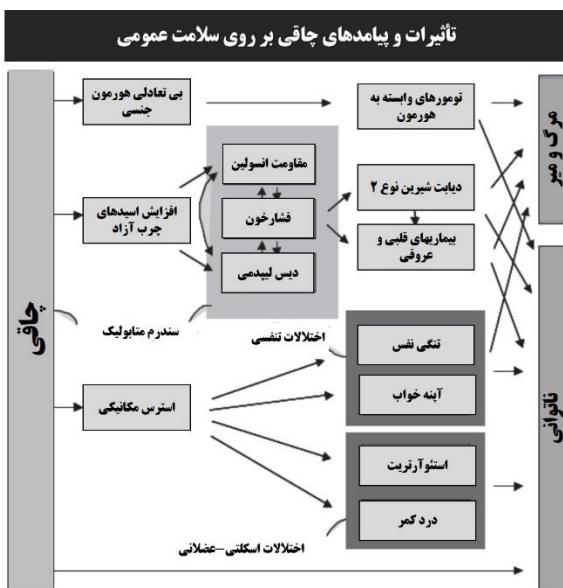 تأثیرات و پیامدهای چاقی بر روی سلامت عمومی
چاقی
بی تعادلی هورمون
جنسی
تومورهای وابسته به
هورمون
مرگ و میر
مقاومت انسولین
افزایش اسیدهای
چرب آزاد
فشارخون
دیس لیپدمی
دیابت شیرین نوع ۲
بیماریهای قلبی و
عروقی
سندرم متابولیک
اختلالات تنفسی
تنگی نفس
آپنه خواب
ناتوانی
استرس مکانیکی
استئوآرتریت
درد کمر
اختلالات اسکلتی-عضلانی